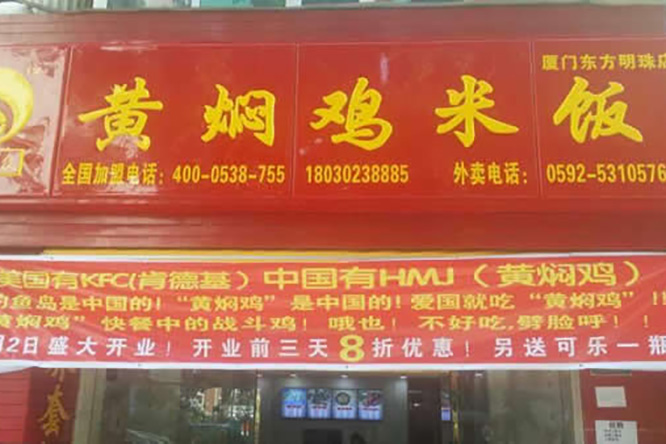 厦门东方明珠店
黄焖鸡米饭
全国加盟电话：400-0538-755 18030238885 外卖电话：0592-5310576
美国有KFC(肯德基）中国有HMJ（黄焖鸡）
钓鱼岛是中国的！“黄焖鸡”是中国的！爱国就吃“黄焖鸡”！
黄焖鸡”快餐中的战斗鸡！哦也！不好吃,劈脸呼！！
2日盛大开业！开业前三天8折优惠！另送可乐一瓶